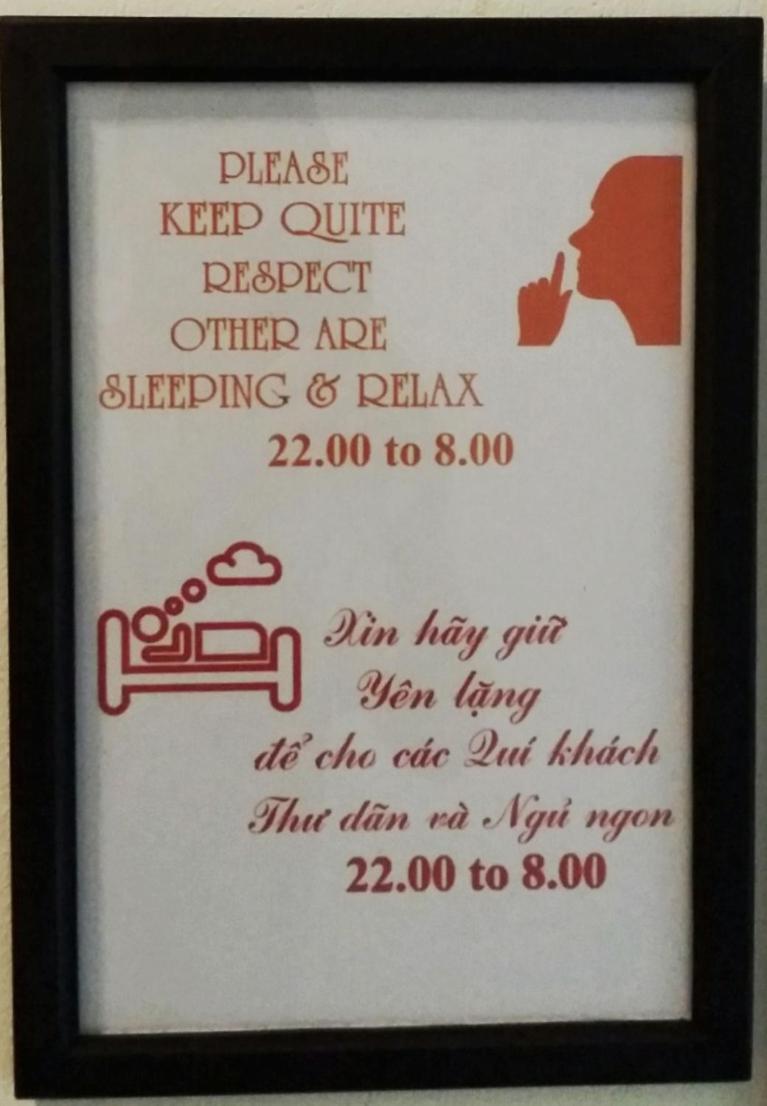 PLEASE
KEEP QUITE
RESPECT
OTHER ARE
SLEEPING & RELAX
22.00 to 8.00
Xin hãy giữ
Yên lặng
để cho các Quí khách
Thư dãn và Ngủ ngon
22.00 to 8.00